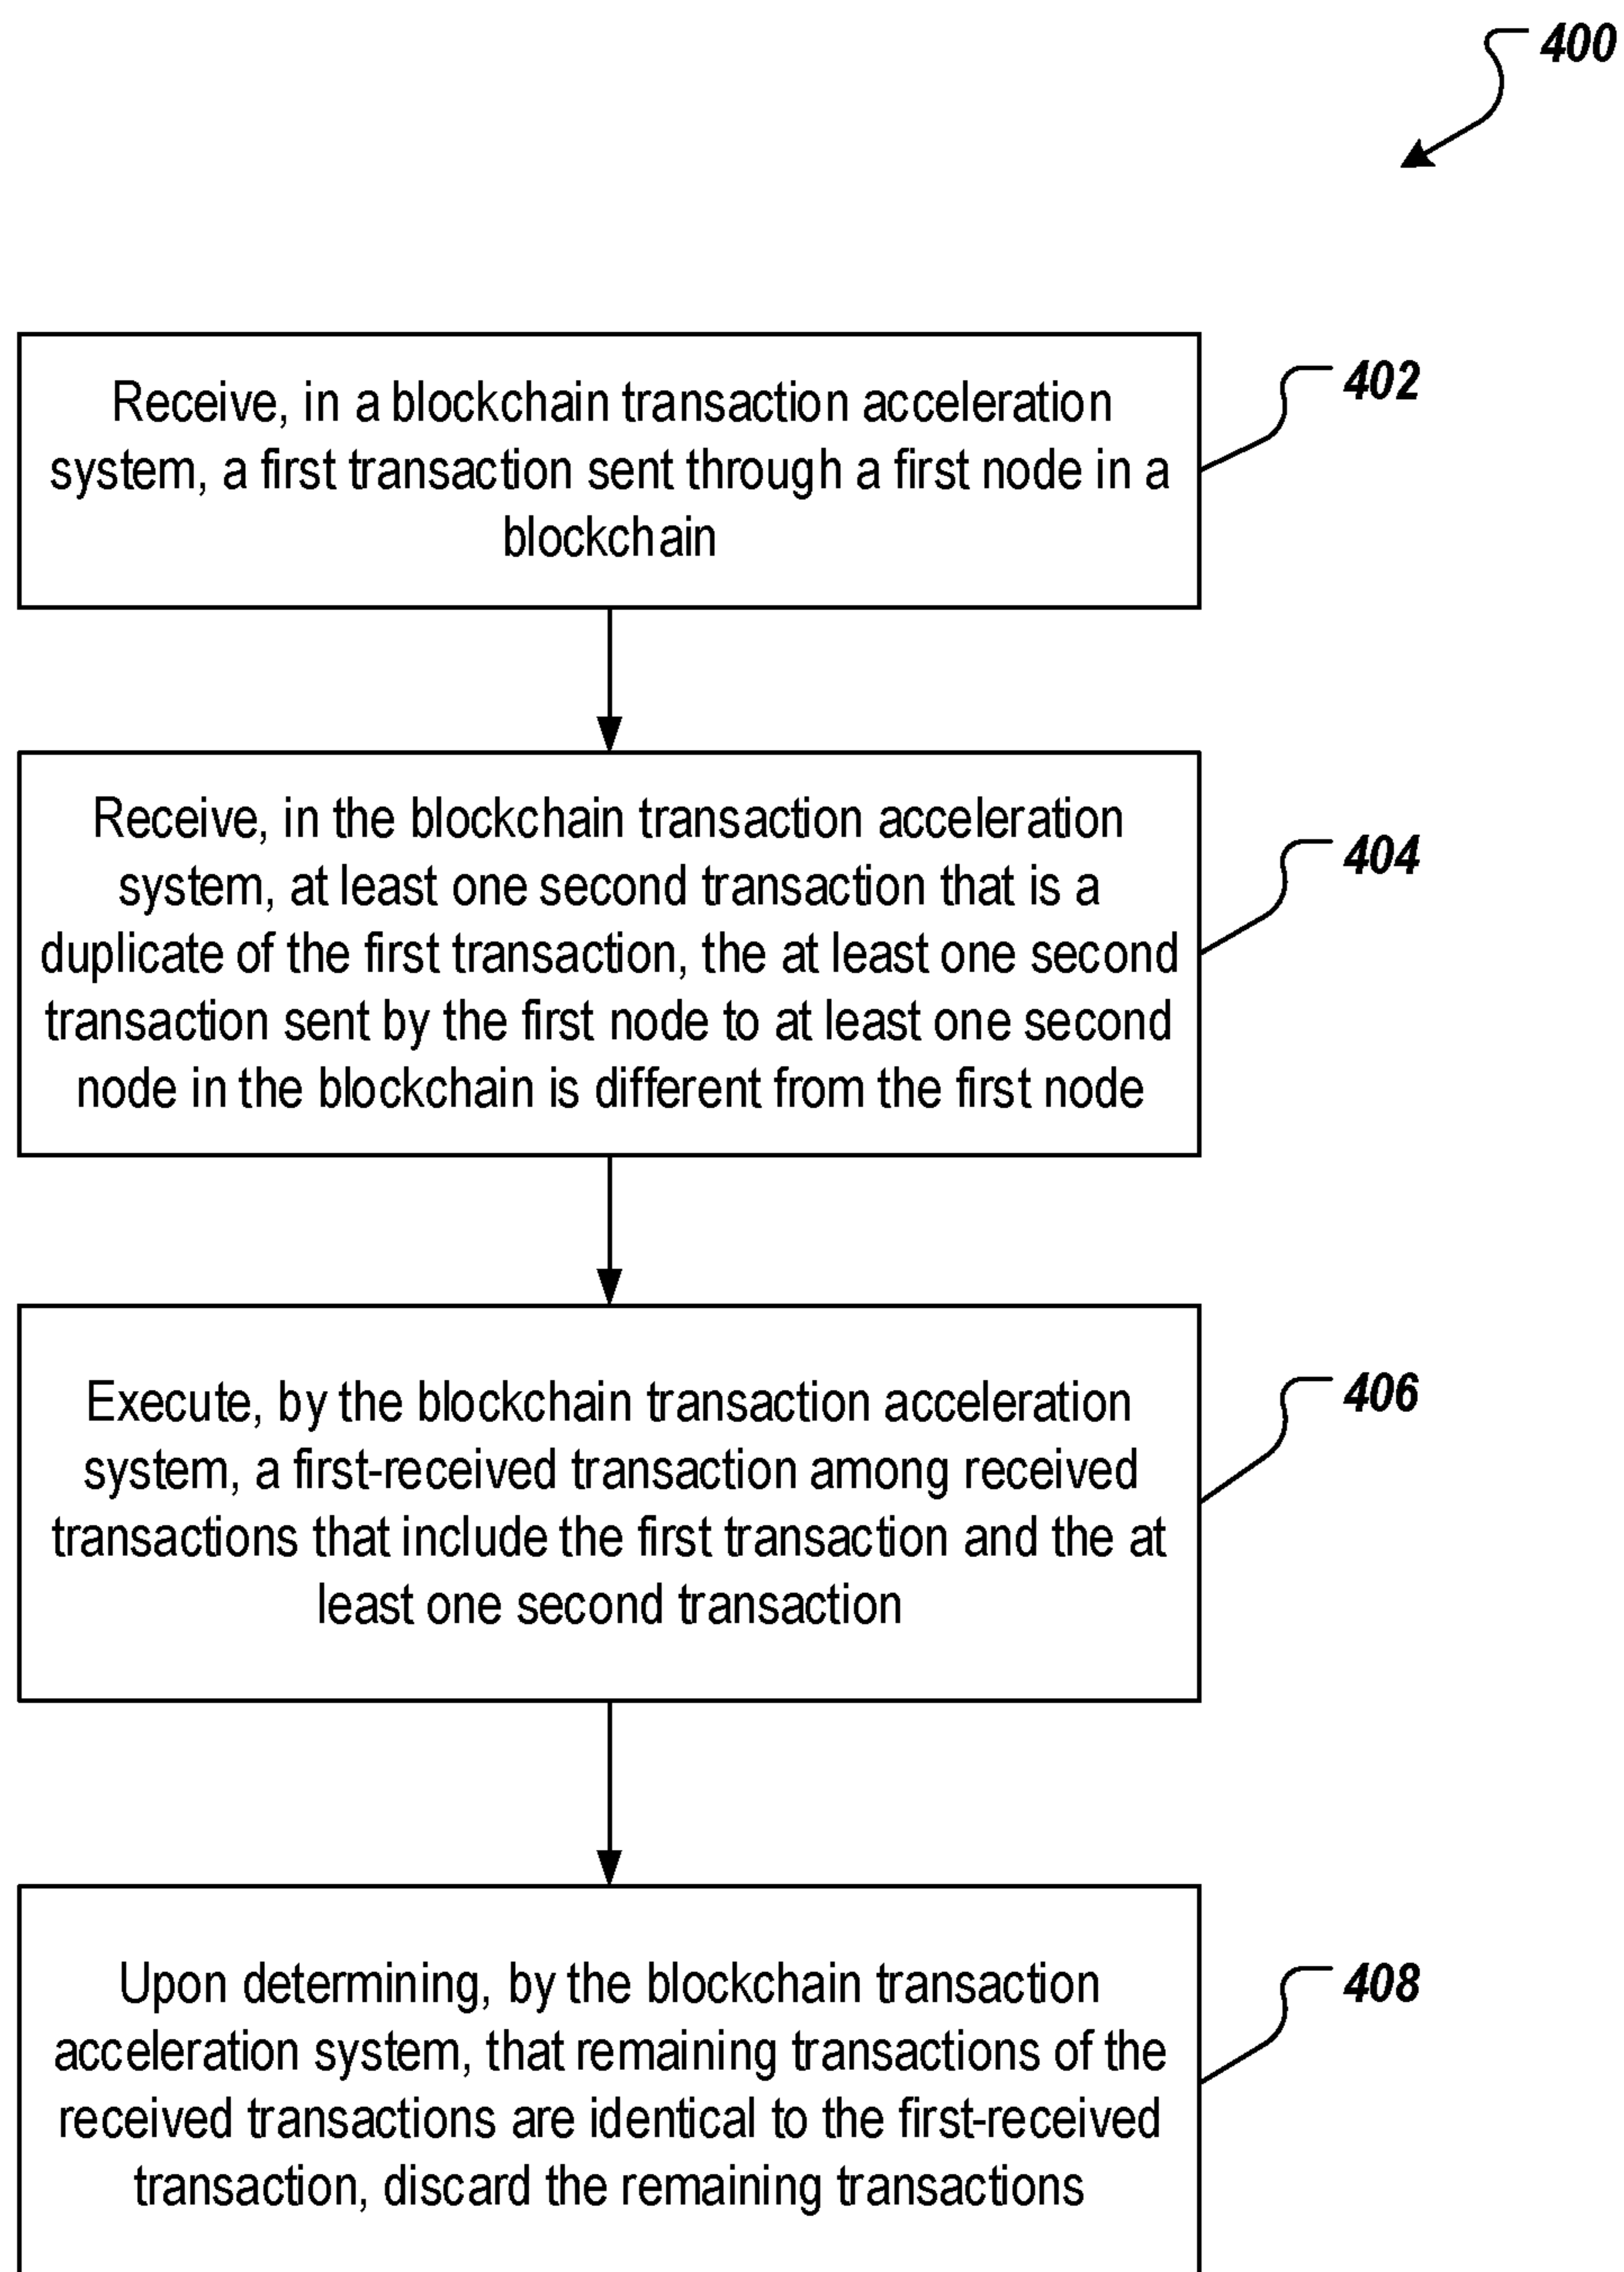 400
Receive, in a blockchain transaction acceleration
system, a first transaction sent through a first node in a
blockchain
402
Receive, in the blockchain transaction acceleration
system, at least one second transaction that is a
duplicate of the first transaction, the at least one second
transaction sent by the first node to at least one second
node in the blockchain is different from the first node
404
Execute, by the blockchain transaction acceleration
system, a first-received transaction among received
transactions that include the first transaction and the at
least one second transaction
406
Upon determining, by the blockchain transaction
acceleration system, that remaining transactions of the
received transactions are identical to the first-received
transaction, discard the remaining transactions
408